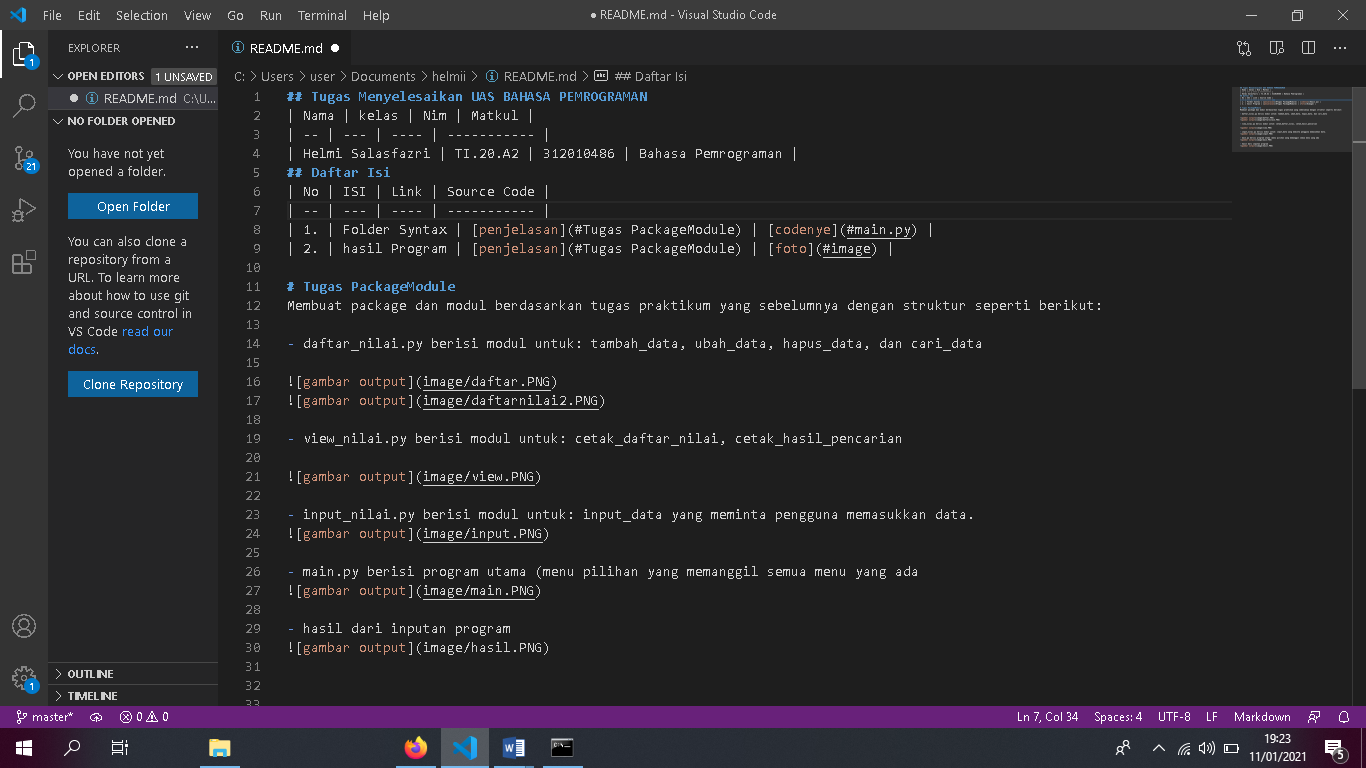 File Edit Selection View Go Run Terminal Help ● README.md - Visual Studio Code
EXPLORER ...
README.md ●
OPEN EDITORS 1 UNSAVED
● README.md C:\U...
NO FOLDER OPENED
You have not yet
opened a folder.
Open Folder
You can also clone a
repository from a
URL. To learn more
about how to use git
and source control in
VS Code read our
docs.
Clone Repository
OUTLINE
TIMELINE
1
21
1
C: > Users > user > Documents > helmii > README.md > ## Daftar Isi
1 ## Tugas Menyelesaikan UAS BAHASA PEMROGRAMAN
2 | Nama | kelas | Nim | Matkul |
3 | -- | --- | ---- | ----------- |
4 | Helmi Salasfazri | TI.20.A2 | 312010486 | Bahasa Pemrograman |
5 ## Daftar Isi
6 | No | ISI | Link | Source Code |
7 | -- | --- | ---- | ----------- |
8 | 1. | Folder Syntax | [penjelasan](#Tugas PackageModule) | [codenye](#main.py) |
9 | 2. | hasil Program | [penjelasan](#Tugas PackageModule) | [foto](#image) |
10
11 # Tugas PackageModule
12 Membuat package dan modul berdasarkan tugas praktikum yang sebelumnya dengan struktur seperti berikut:
13
14 - daftar_nilai.py berisi modul untuk: tambah_data, ubah_data, hapus_data, dan cari_data
15
16 ![gambar output](image/daftar.PNG)
17 ![gambar output](image/daftarnilai2.PNG)
18
19 - view_nilai.py berisi modul untuk: cetak_daftar_nilai, cetak_hasil_pencarian
20
21 ![gambar output](image/view.PNG)
22
23 - input_nilai.py berisi modul untuk: input_data yang meminta pengguna memasukkan data.
24 ![gambar output](image/input.PNG)
25
26 - main.py berisi program utama (menu pilihan yang memanggil semua menu yang ada
27 ![gambar output](image/main.PNG)
28
29 - hasil dari inputan program
30 ![gambar output](image/hasil.PNG)
31
32
33
master* 0 0 Ln 7, Col 34 Spaces: 4 UTF-8 LF Markdown
19:23
11/01/2021
5